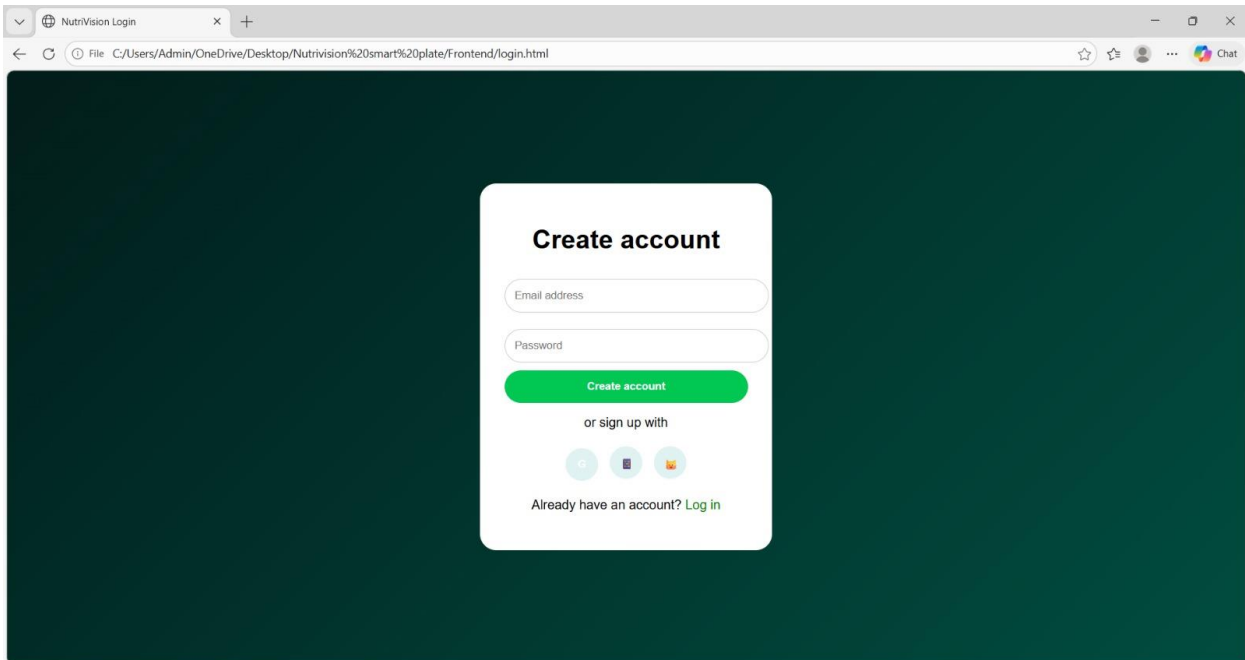 NutriVision Login
File C:/Users/Admin/OneDrive/Desktop/Nutrivision%20smart%20plate/Frontend/login.html
Chat
Create account
Email address
Password
Create account
or sign up with
G
Already have an account? Log in